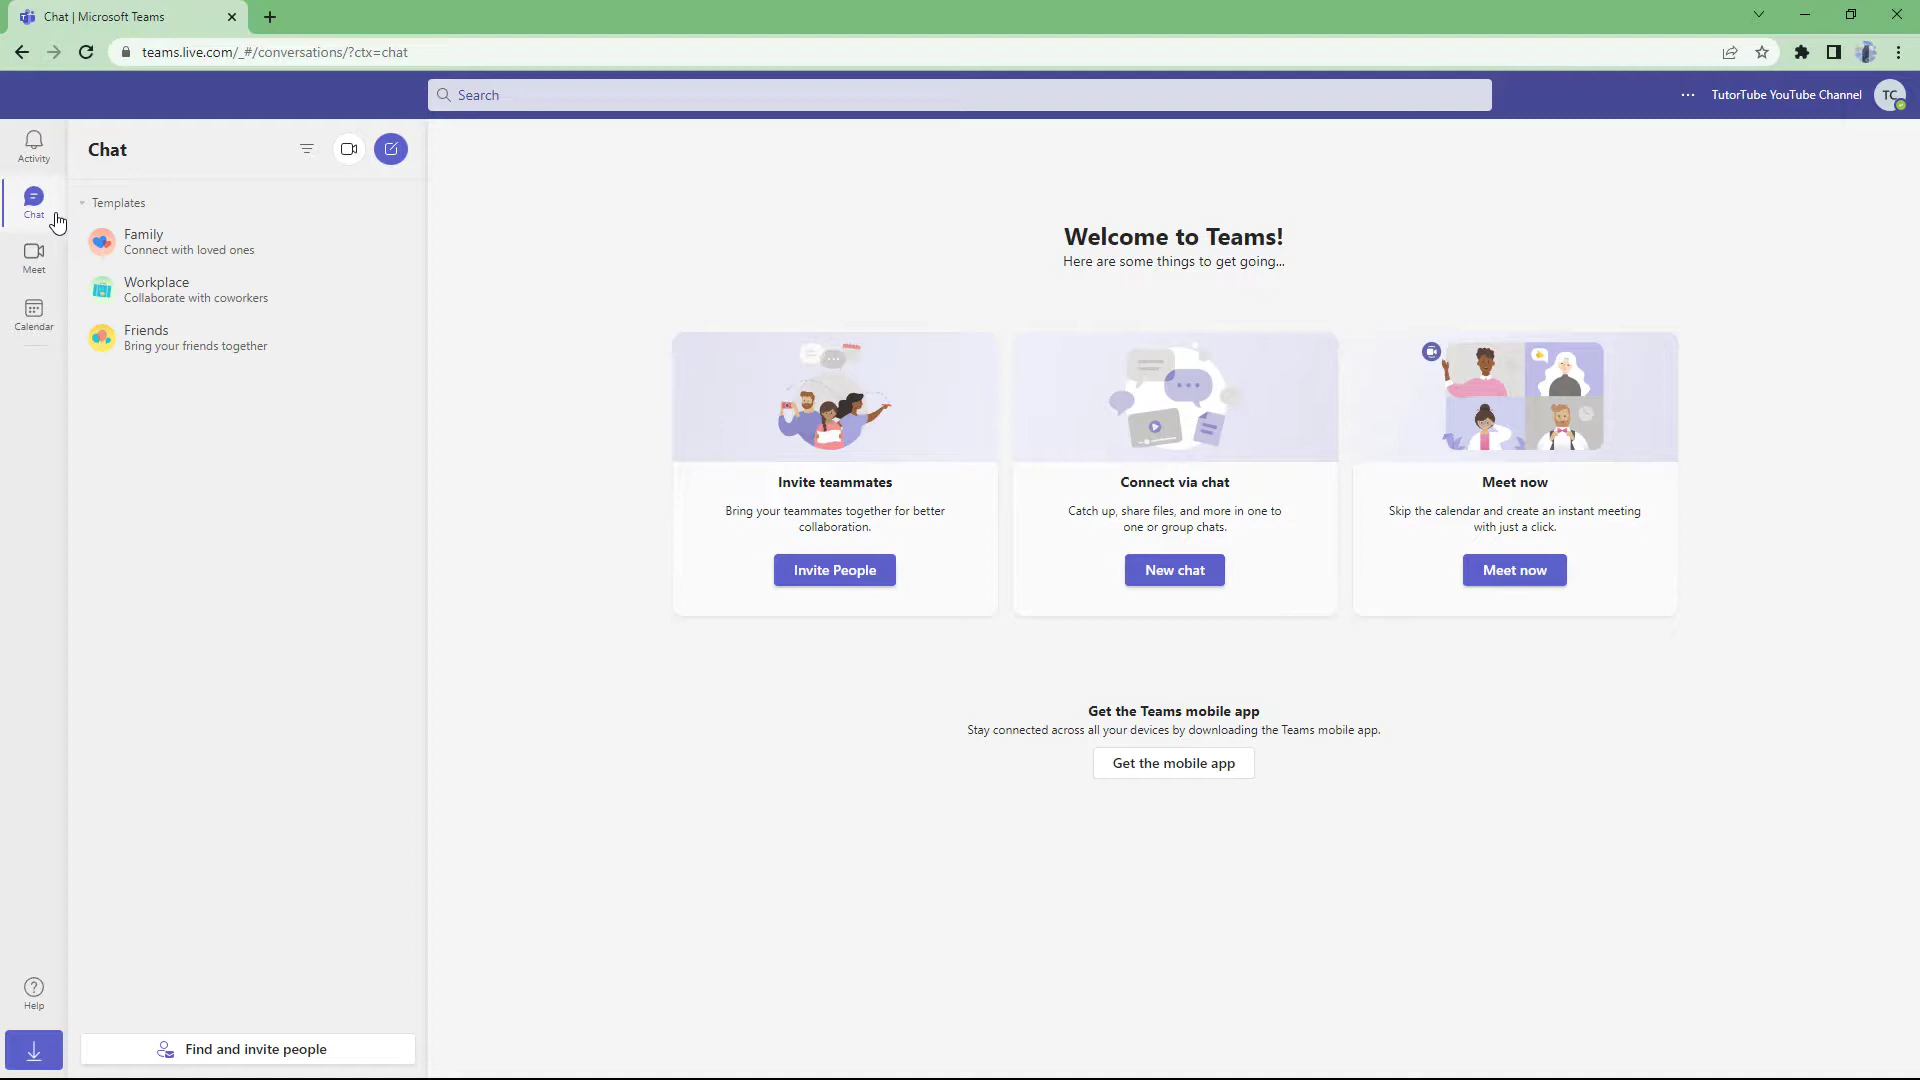 Chat | Microsoft Teams
teams.live.com/_#/conversations/?ctx=chat
Search
TutorTube YouTube Channel
TC
Activity
Chat
Meet
Calendar
Help
Chat
Templates
Family
Connect with loved ones
Workplace
Collaborate with coworkers
Friends
Bring your friends together
Find and invite people
Welcome to Teams!
Here are some things to get going...
Invite teammates
Bring your teammates together for better
collaboration.
Invite People
Connect via chat
Catch up, share files, and more in one to
one or group chats.
New chat
Meet now
Skip the calendar and create an instant meeting
with just a click.
Meet now
Get the Teams mobile app
Stay connected across all your devices by downloading the Teams mobile app.
Get the mobile app